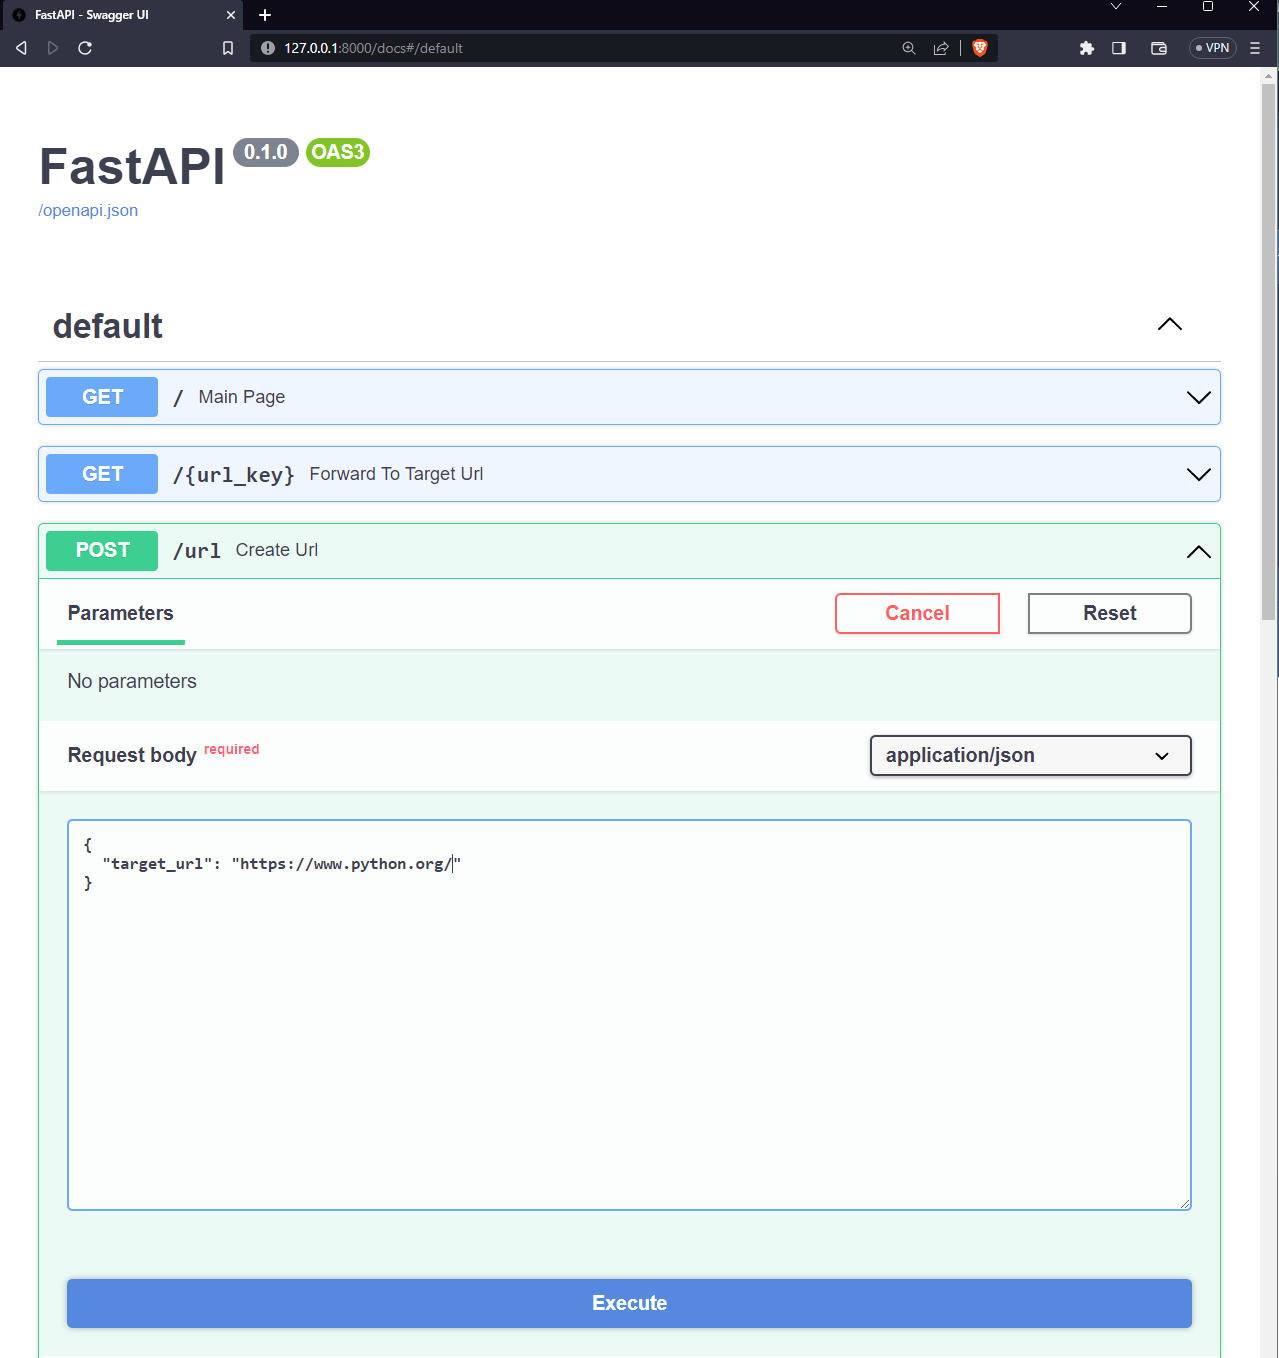 FastAPI - Swagger UI
127.0.0.1:8000/docs#/default
VPN
FastAPI 0.1.0 OAS3
/openapi.json
default
GET / Main Page
GET /{url_key} Forward To Target Url
POST /url Create Url
Parameters Cancel Reset
No parameters
Request body required application/json
{
"target_url": "https://www.python.org/"
}
Execute